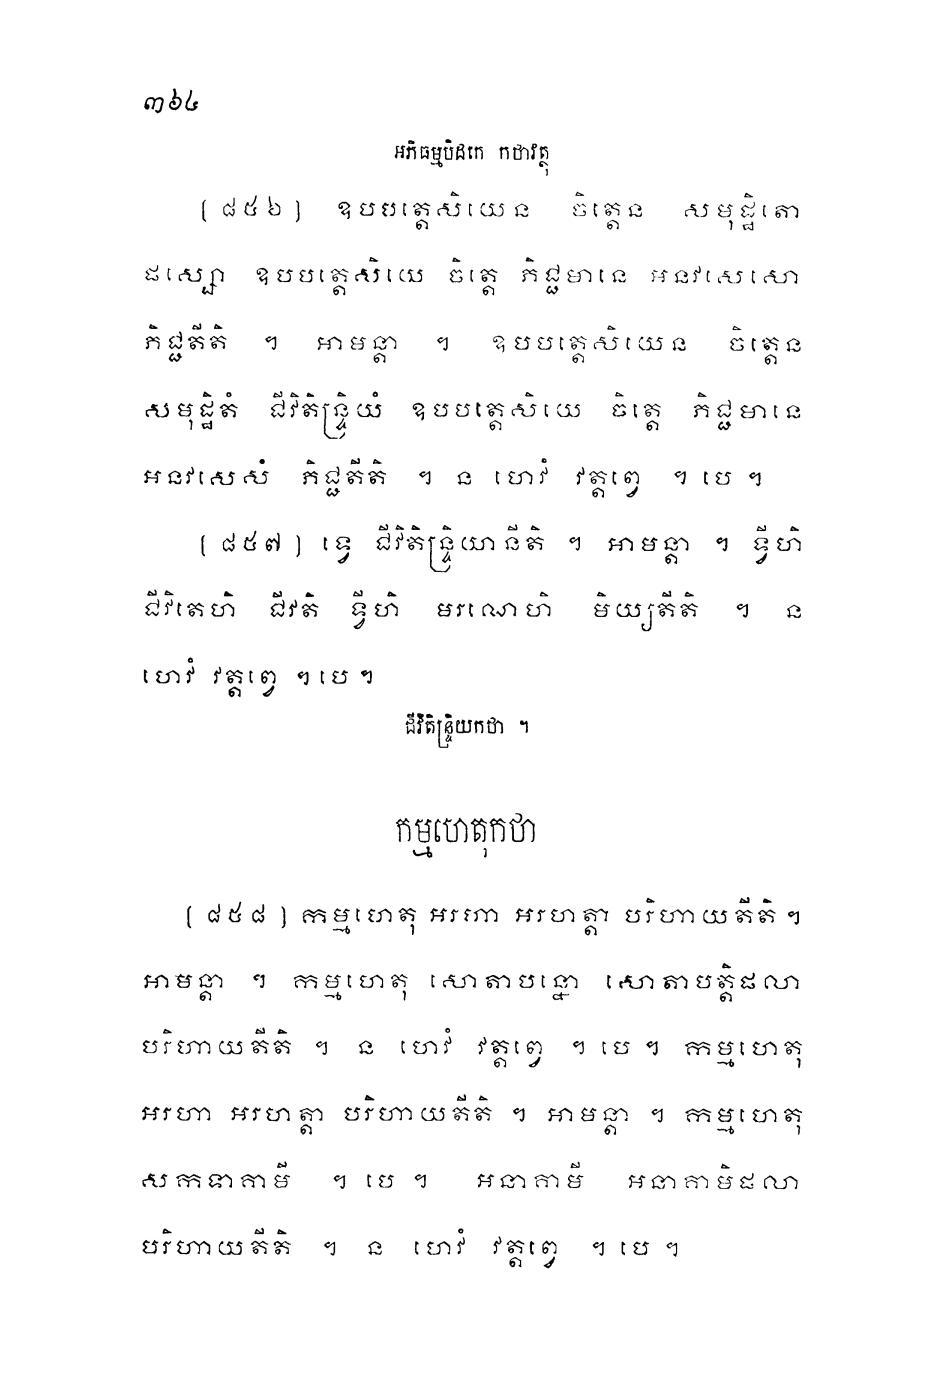 ៣៦៤
អភិធម្មបិដកេ កថាវត្ថុ
[ ៨៥៦ ] ឧបបត្តេសិយេន ចិត្តេន សមុដ្ឋិតោ
ដស្សោ ឧបបត្តេសិយេ ចិត្តេ ភិជ្ជមានេ អនវសេសោ
ភិជ្ជតីតិ ។ អាមន្តា ។ ឧបបត្តេសិយេន ចិត្តេន
សមុដ្ឋិតំ ជីវិតិន្ទ្រិយំ ឧបបត្តេសិយេ ចិត្តេ ភិជ្ជមានេ
អនវសេសំ ភិជ្ជតីតិ ។ ន ហេវំ វត្តព្វេ ។ បេ ។
[ ៨៥៧ ] ទ្វេ ជីវិតិន្ទ្រិយានីតិ ។ អាមន្តា ។ ទ្វីហិ
ជីវិតេហិ ជីវតិ ទ្វីហិ មរណេហិ មិយ្យតីតិ ។ ន
ហេវំ វត្តព្វេ ។ បេ ។
ជីវិតិន្ទ្រិយកថា ។
កម្មហេតុកថា
[ ៨៥៨ ] កម្មហេតុ អរហា អរហត្តា បរិហាយតីតិ ។
អាមន្តា ។ កម្មហេតុ សោតាបន្នោ សោតាបត្តិផលា
បរិហាយតីតិ ។ ន ហេវំ វត្តព្វេ ។ បេ ។ កម្មហេតុ
អរហា អរហត្តា បរិហាយតីតិ ។ អាមន្តា ។ កម្មហេតុ
សកទាគាមី ។ បេ ។ អនាគាមី អនាគាមិផលា
បរិហាយតីតិ ។ ន ហេវំ វត្តព្វេ ។ បេ ។